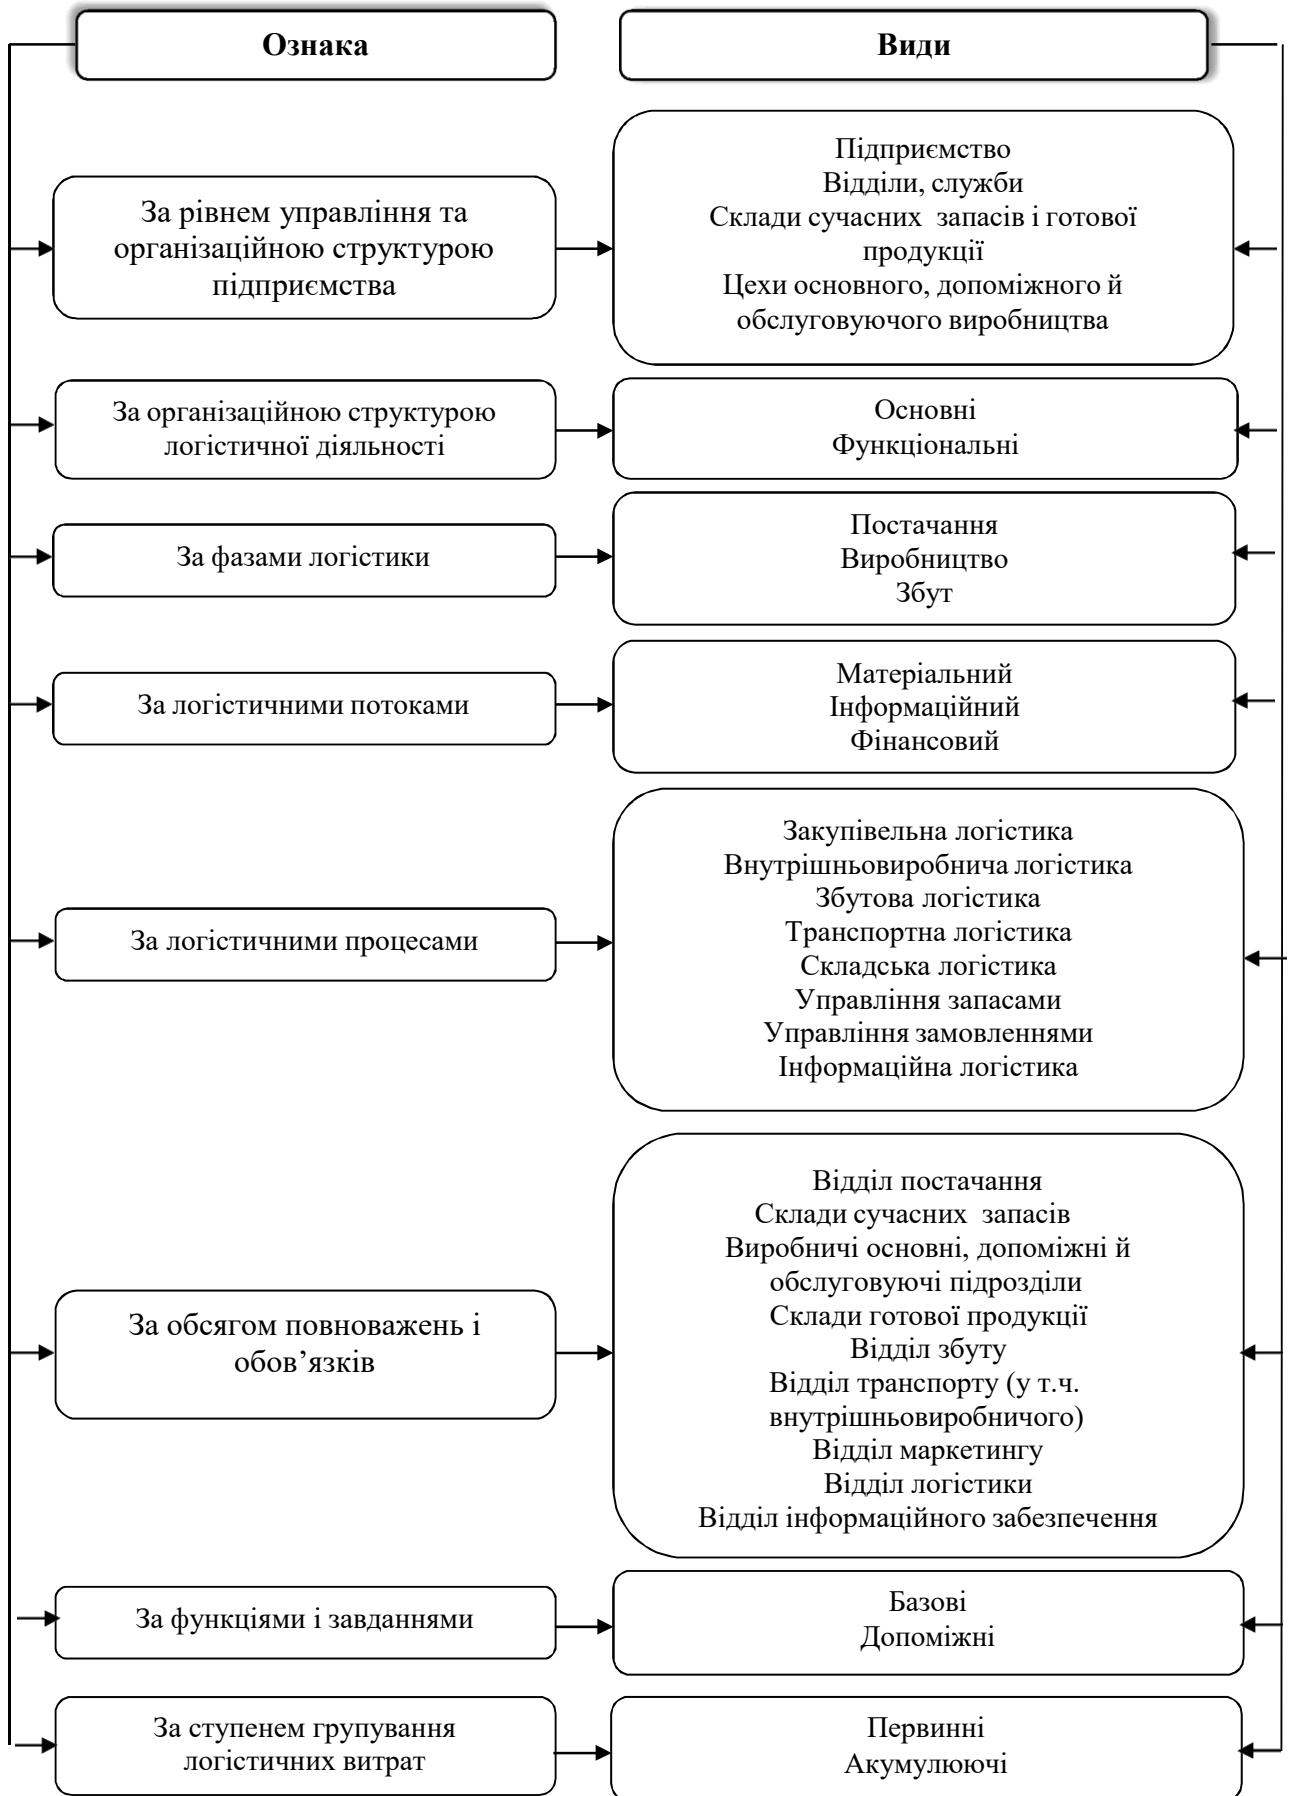 Ознака
Види
За рівнем управління та
організаційною структурою
підприємства
Підприємство
Відділи, служби
Склади сучасних запасів і готової
продукції
Цехи основного, допоміжного й
обслуговуючого виробництва
За організаційною структурою
логістичної діяльності
Основні
Функціональні
За фазами логістики
Постачання
Виробництво
Збут
За логістичними потоками
Матеріальний
Інформаційний
Фінансовий
За логістичними процесами
Закупівельна логістика
Внутрішньовиробнича логістика
Збутова логістика
Транспортна логістика
Складська логістика
Управління запасами
Управління замовленнями
Інформаційна логістика
За обсягом повноважень і
обов’язків
Відділ постачання
Склади сучасних запасів
Виробничі основні, допоміжні й
обслуговуючі підрозділи
Склади готової продукції
Відділ збуту
Відділ транспорту (у т.ч.
внутрішньовиробничого)
Відділ маркетингу
Відділ логістики
Відділ інформаційного забезпечення
За функціями і завданнями
Базові
Допоміжні
За ступенем групування
логістичних витрат
Первинні
Акумулюючі